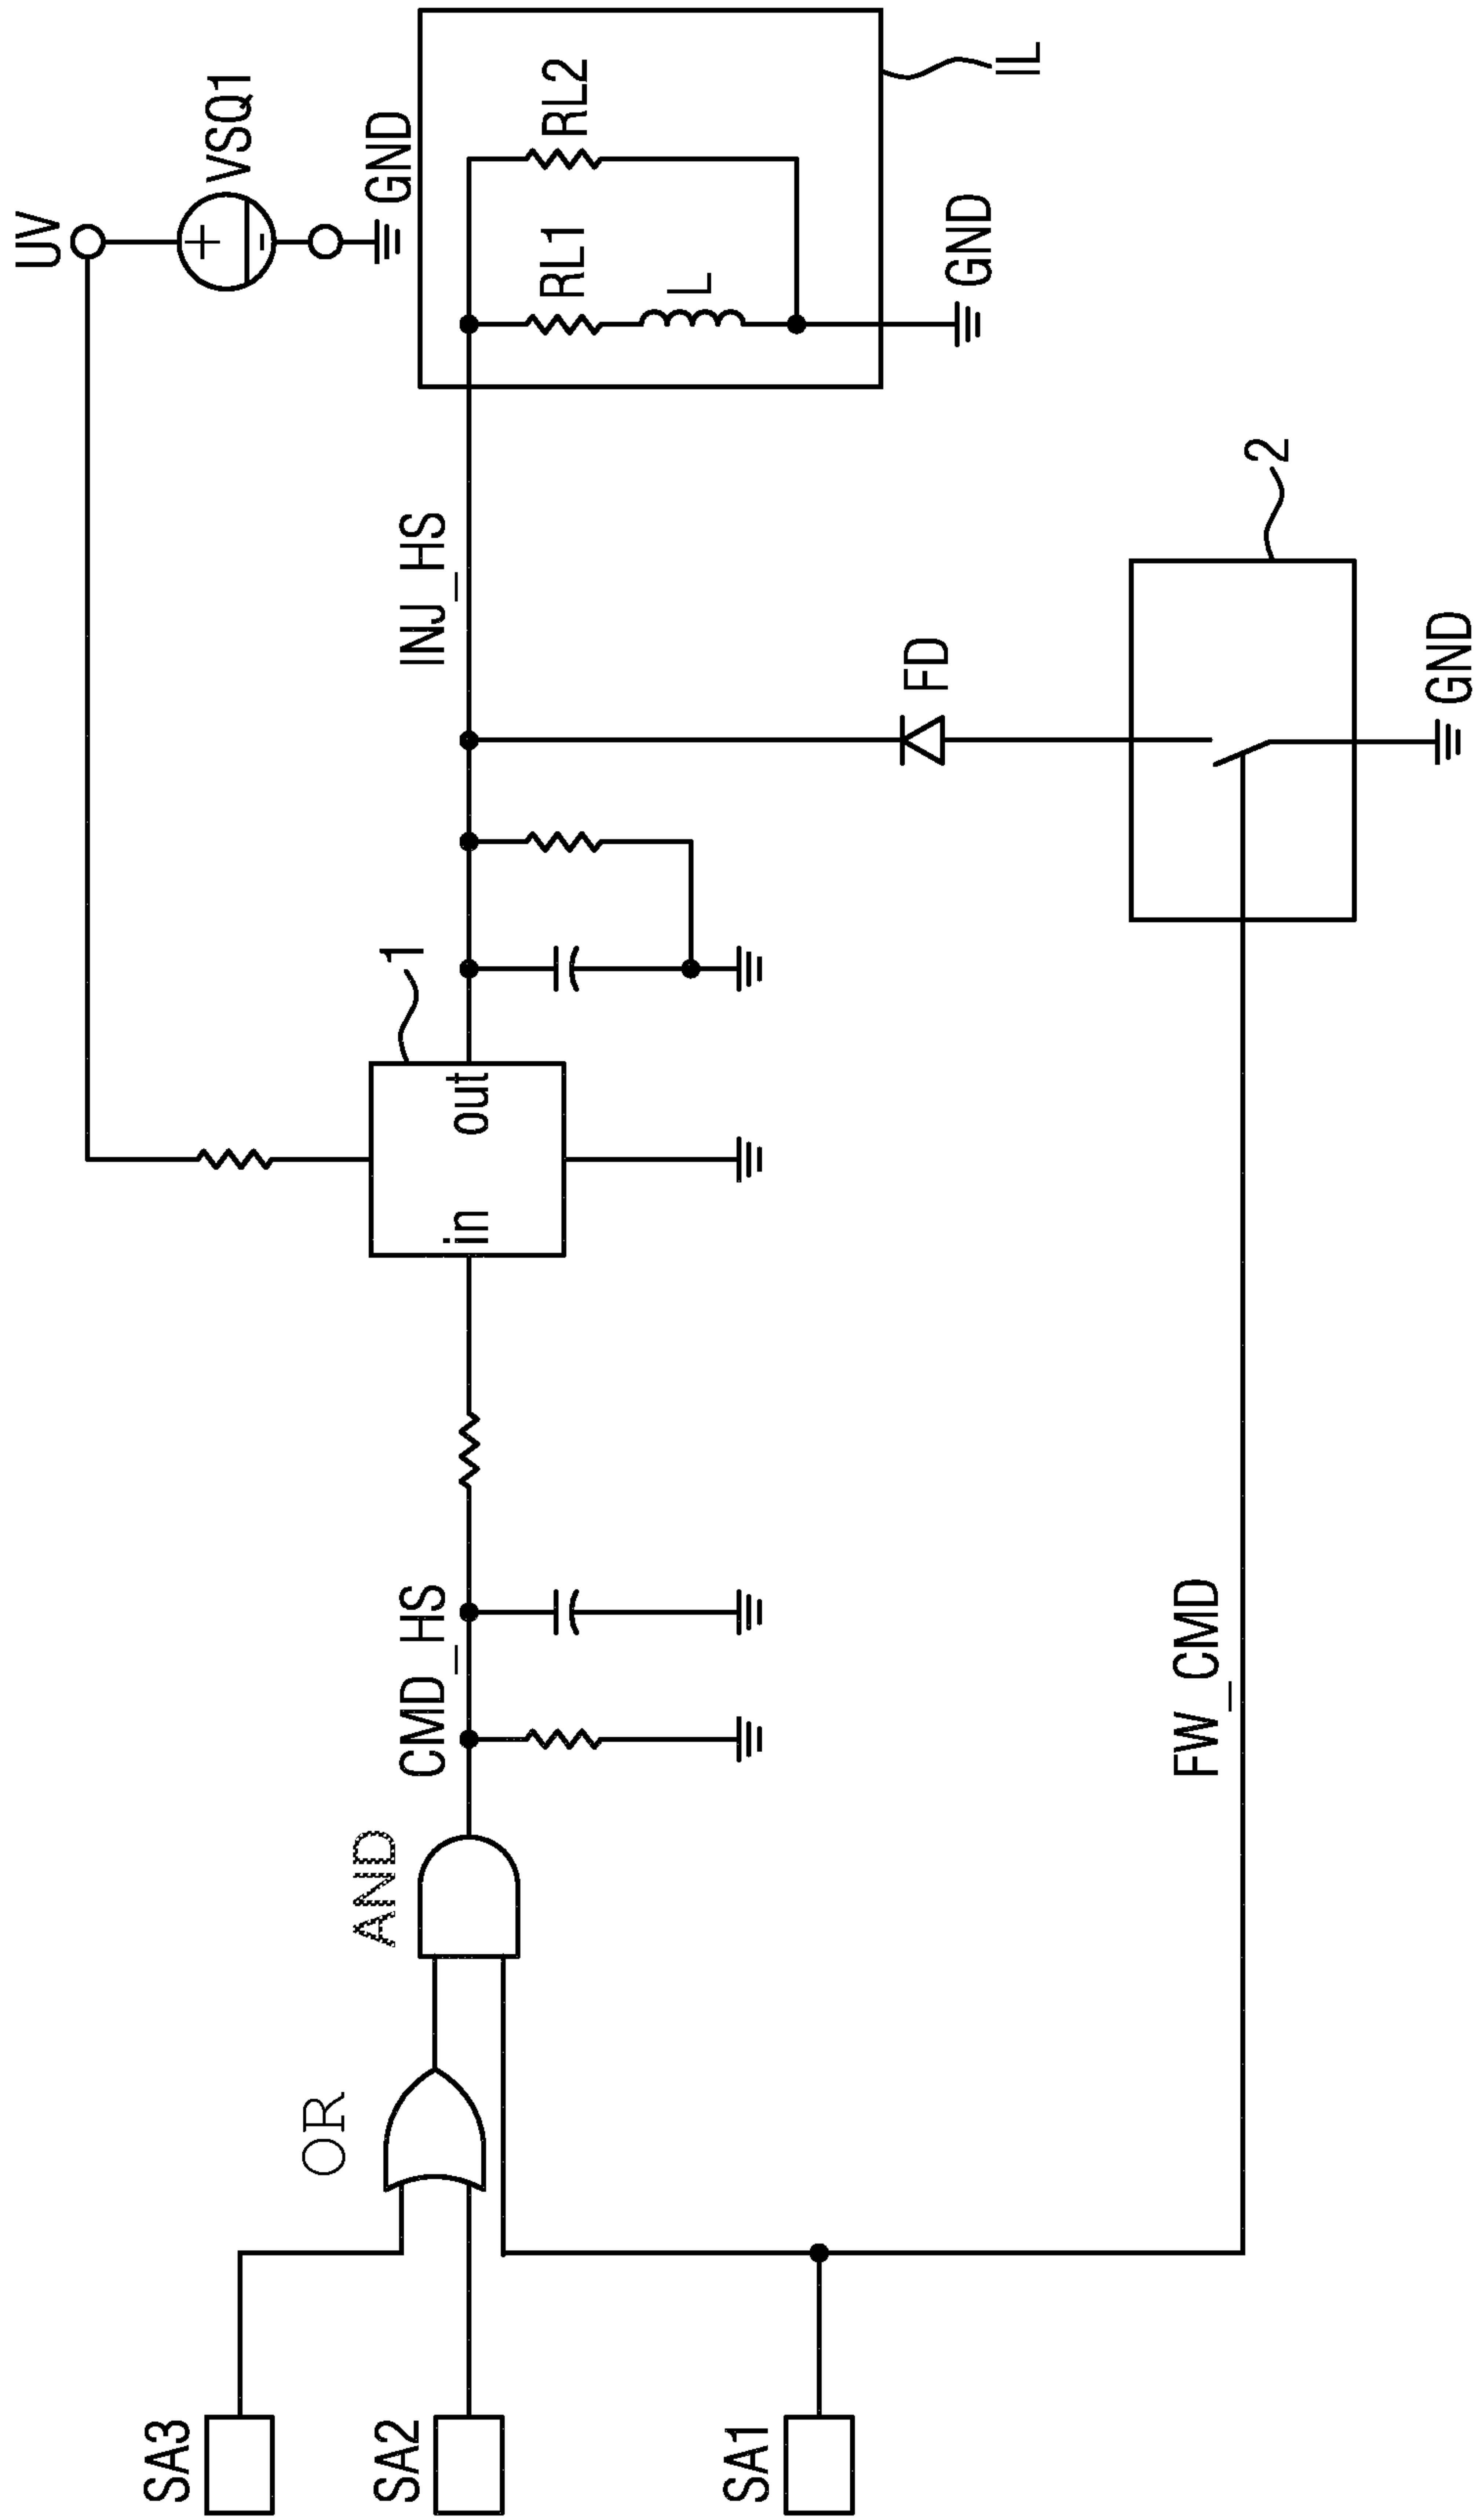 UV
VSQ1
GND
RL2
RL1
L
GND
IL
INJ_HS
FD
2
GND
1
in
out
CMD_HS
AND
OR
FW_CMD
SA3
SA2
SA1